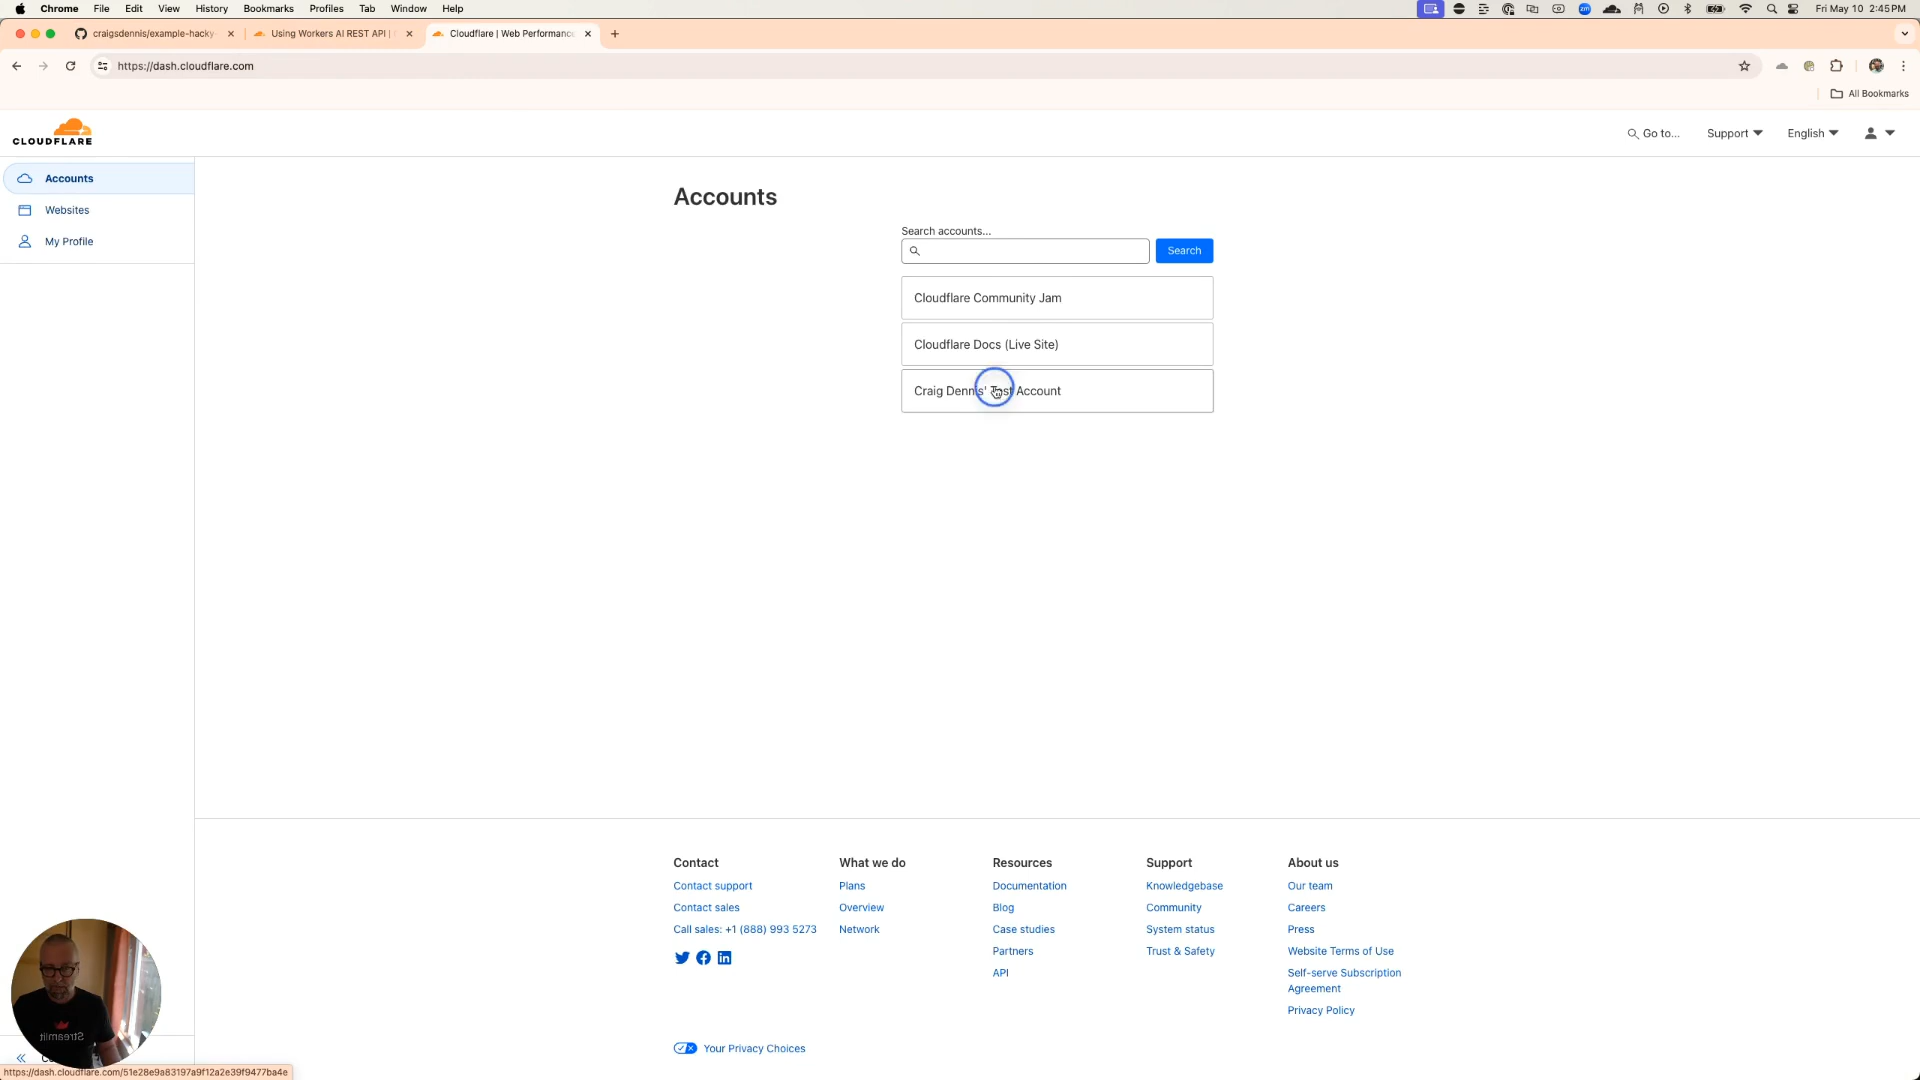 Chrome File Edit View History Bookmarks Profiles Tab Window Help
Fri May 10 2:45 PM
craigsdennis/example-hacky
Using Workers AI REST API |
Cloudflare | Web Performance
https://dash.cloudflare.com
All Bookmarks
CLOUDFLARE
Go to...
Support
English
Accounts
Websites
My Profile
Accounts
Search accounts...
Search
Cloudflare Community Jam
Cloudflare Docs (Live Site)
Craig Dennis' Test Account
Contact
Contact support
Contact sales
Call sales: +1 (888) 993 5273
What we do
Plans
Overview
Network
Resources
Documentation
Blog
Case studies
Partners
API
Support
Knowledgebase
Community
System status
Trust & Safety
About us
Our team
Careers
Press
Website Terms of Use
Self-serve Subscription
Agreement
Privacy Policy
Your Privacy Choices
Streamlit
https://dash.cloudflare.com/51e28e9a83197a9f12a2e39f9477ba4e